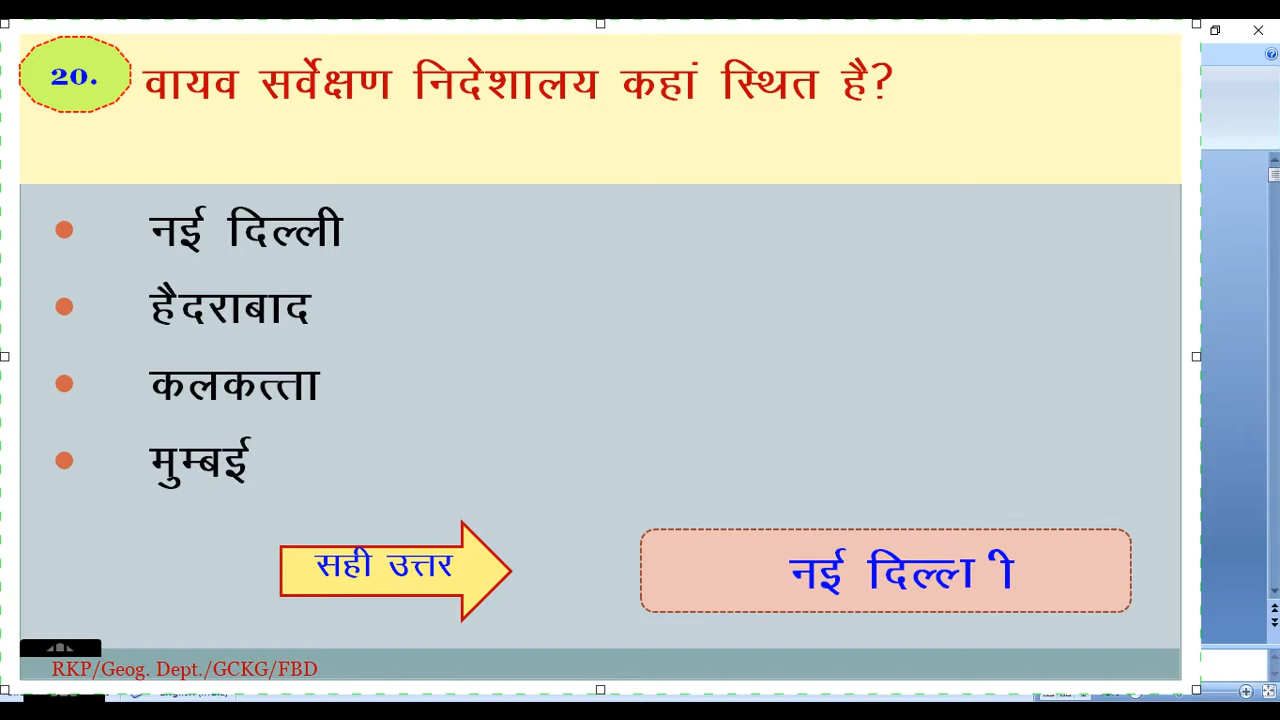 20.
वायव सर्वेक्षण निदेशालय कहां स्थित है?
नई दिल्ली
हैदराबाद
कलकत्ता
मुम्बई
सही उत्तर
नई दिल्ली
RKP/Geog. Dept./GCKG/FBD